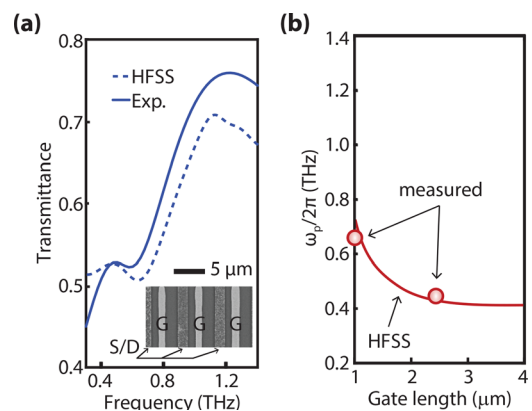 (a)
0.8
0.7
0.6
0.5
0.4
Transmittance
HFSS
Exp.
5 μm
G G G
S/D
0.4 0.8 1.2
Frequency (THz)
(b)
1.4
1.2
1.0
0.8
0.6
0.4
0.2
ωp/2π (THz)
measured
HFSS
1 2 3 4
Gate length (μm)